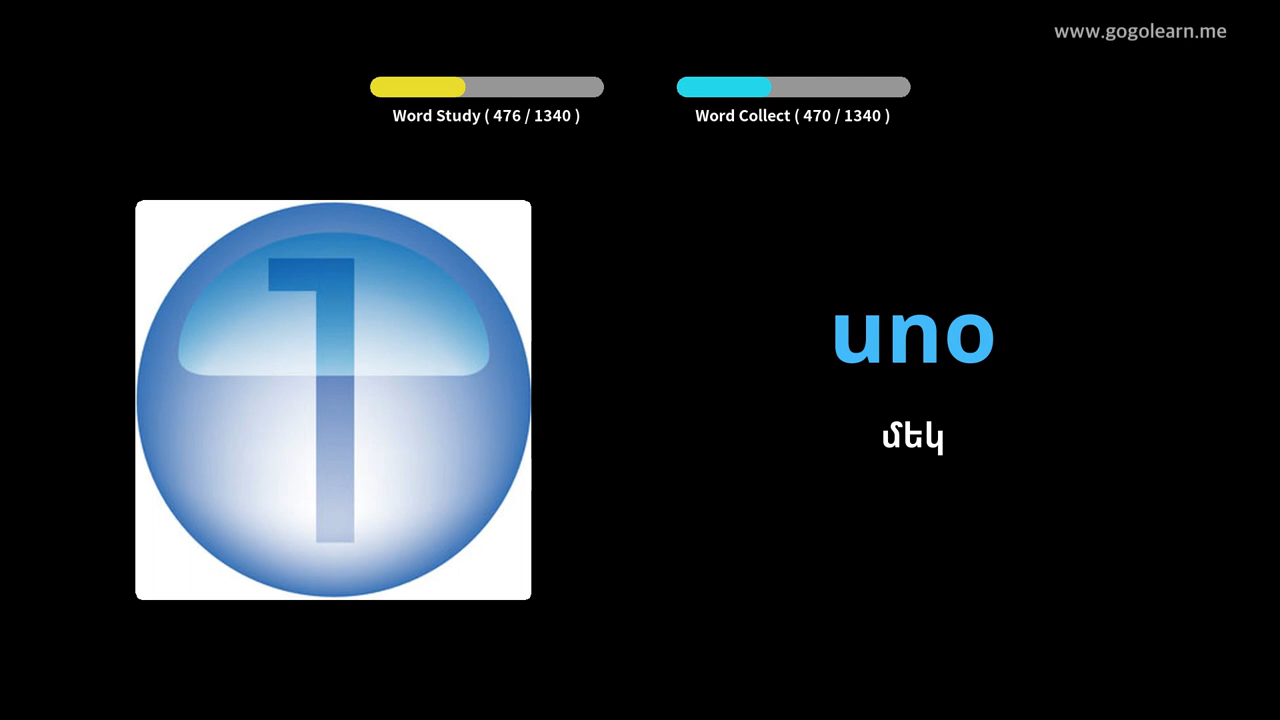 www.gogolearn.me
Word Study ( 476 / 1340 )
Word Collect ( 470 / 1340 )
1
uno
մեկ